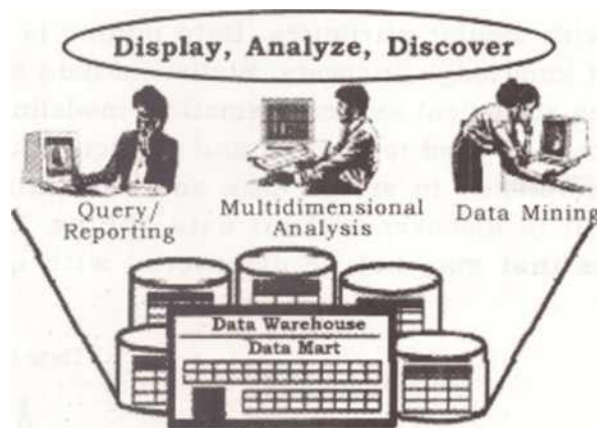 Display, Analyze, Discover
Query/
Reporting
Multidimensional
Analysis
Data Mining
Data Warehouse
Data Mart